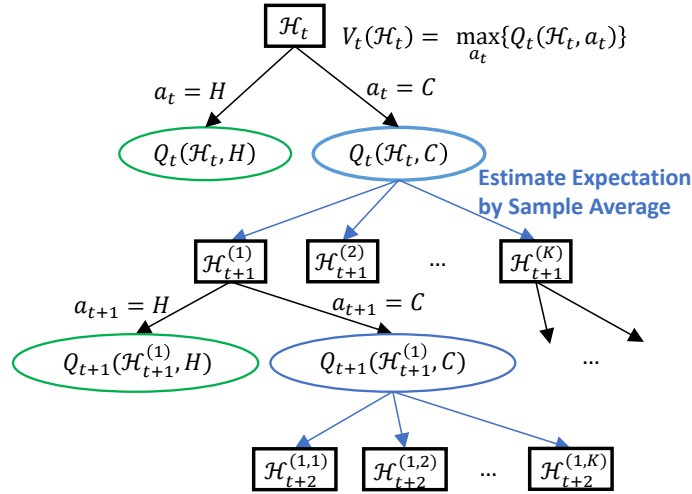 ℋ_t V_t(ℋ_t) = max_{a_t}{Q_t(ℋ_t, a_t)}
a_t = H a_t = C
Q_t(ℋ_t, H) Q_t(ℋ_t, C)
Estimate Expectation
by Sample Average
ℋ_{t+1}^{(1)} ℋ_{t+1}^{(2)} ... ℋ_{t+1}^{(K)}
a_{t+1} = H a_{t+1} = C
Q_{t+1}(ℋ_{t+1}^{(1)}, H) Q_{t+1}(ℋ_{t+1}^{(1)}, C) ...
ℋ_{t+2}^{(1,1)} ℋ_{t+2}^{(1,2)} ... ℋ_{t+2}^{(1,K)}